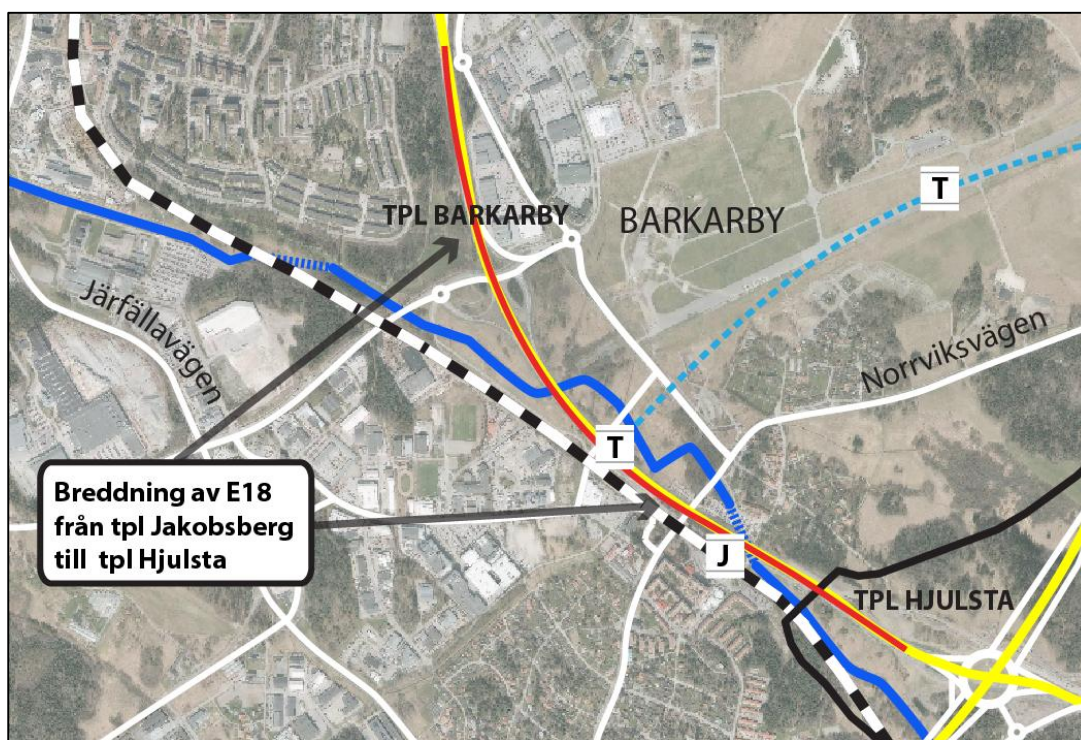 TPL BARKARBY
BARKARBY
T
Järfällavägen
Norrviksvägen
T
Breddning av E18
från tpl Jakobsberg
till tpl Hjulsta
J
TPL HJULSTA